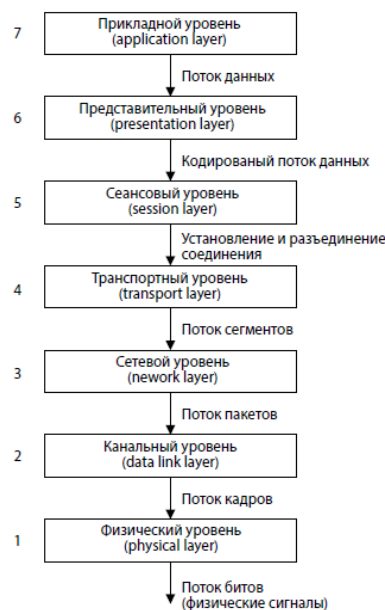 7
Прикладной уровень
(application layer)
Поток данных
6
Представительный уровень
(presentation layer)
Кодированый поток данных
5
Сеансовый уровень
(session layer)
Установление и разъединение
соединения
4
Транспортный уровень
(transport layer)
Поток сегментов
3
Сетевой уровень
(nework layer)
Поток пакетов
2
Канальный уровень
(data link layer)
Поток кадров
1
Физический уровень
(physical layer)
Поток битов
(физические сигналы)